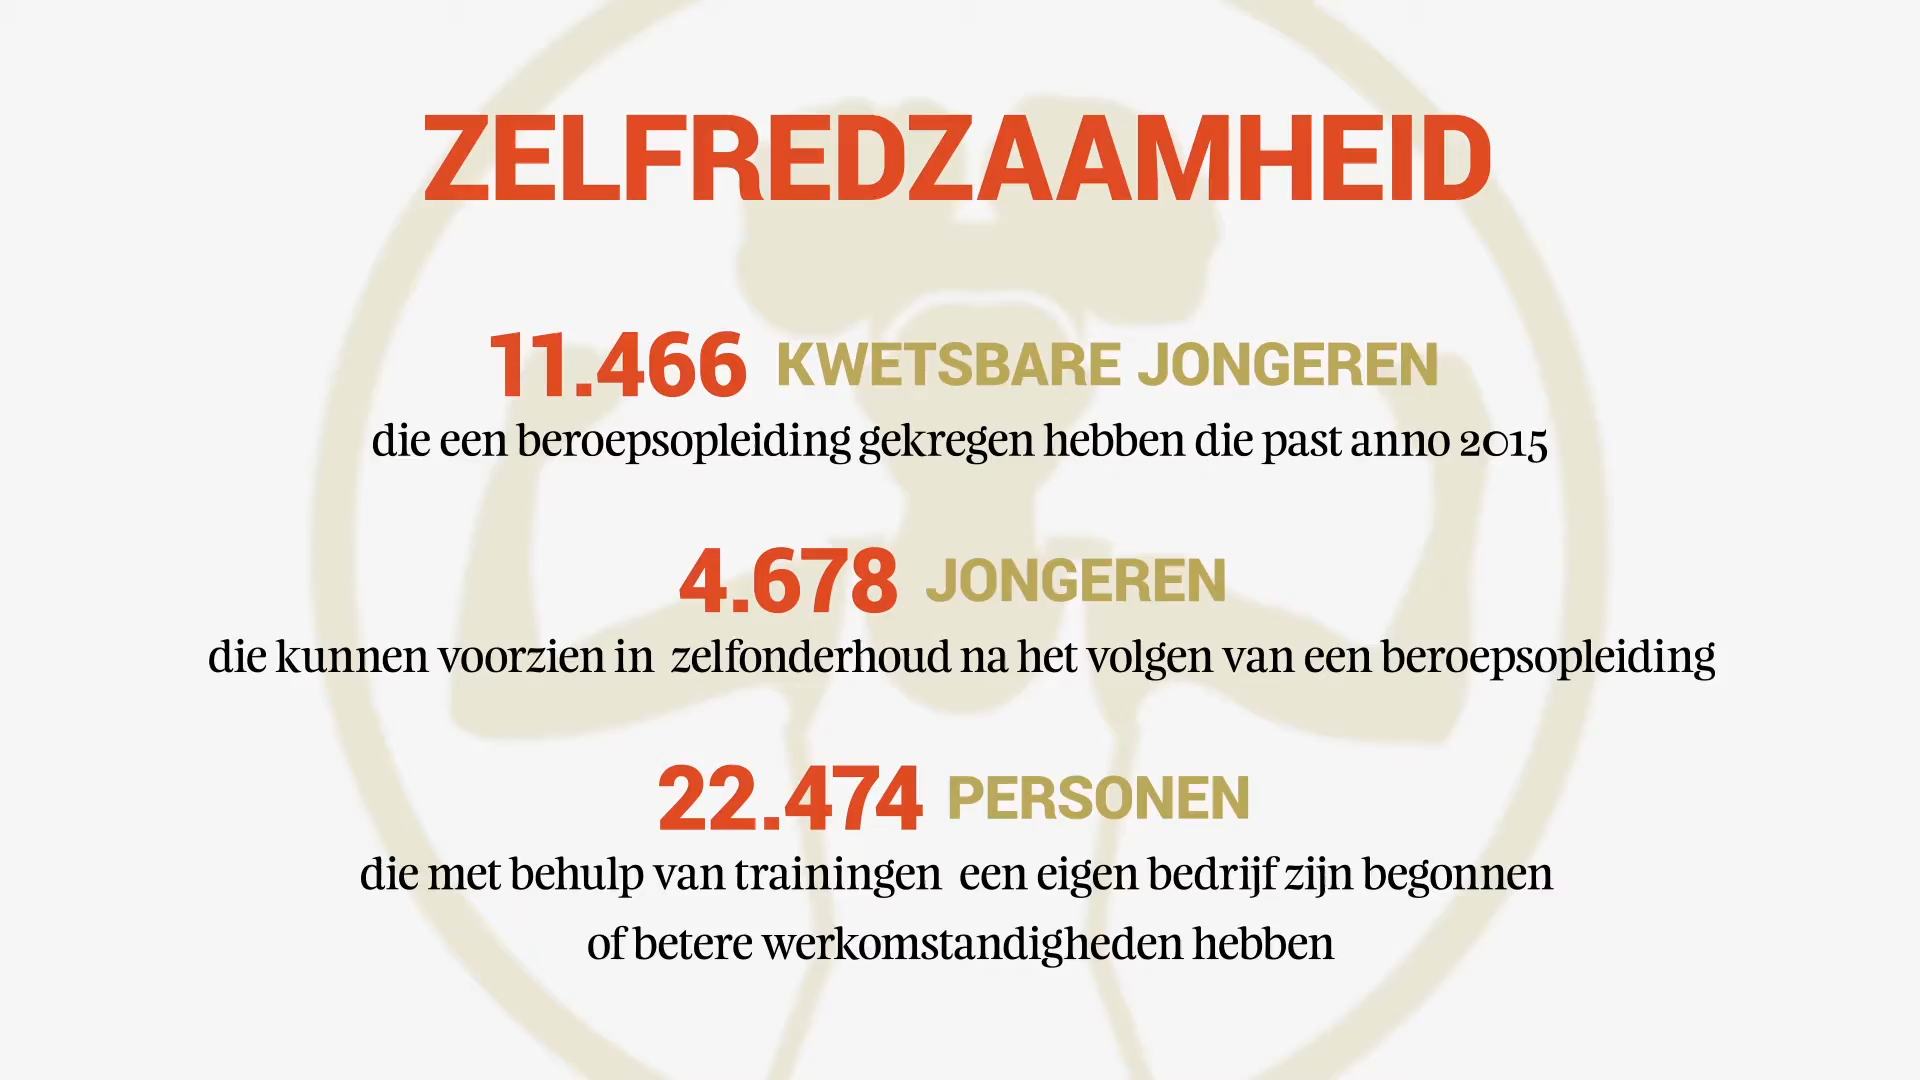 ZELFREDZAAMHEID
11.466 KWETSBARE JONGEREN
die een beroepsopleiding gekregen hebben die past anno 2015
4.678 JONGEREN
die kunnen voorzien in zelfonderhoud na het volgen van een beroepsopleiding
22.474 PERSONEN
die met behulp van trainingen een eigen bedrijf zijn begonnen
of betere werkomstandigheden hebben